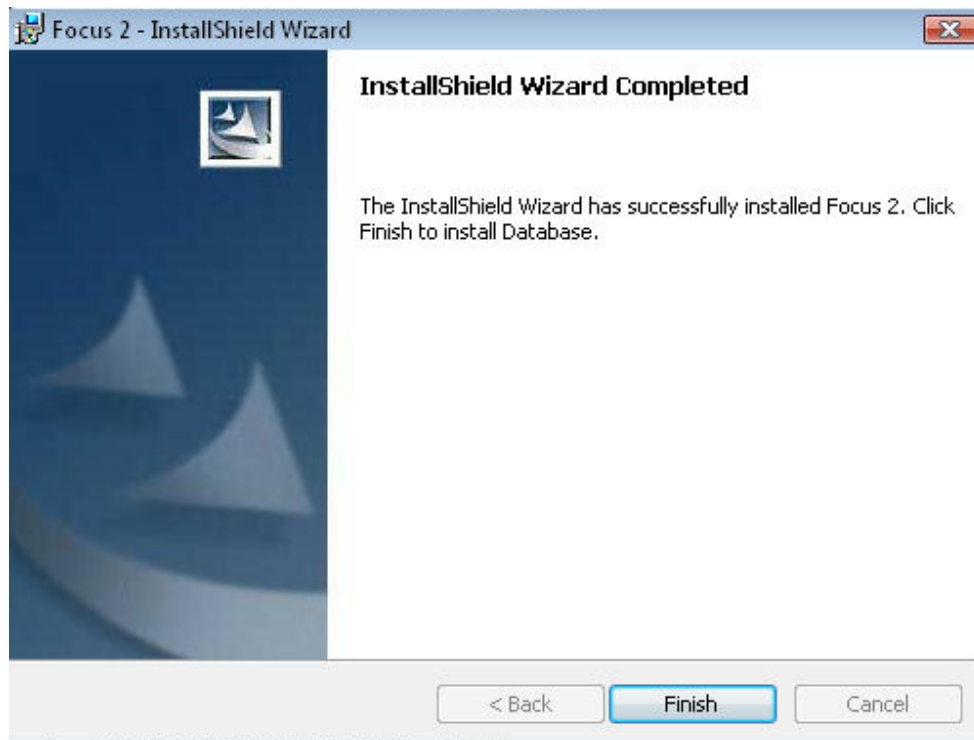 Focus 2 - InstallShield Wizard
InstallShield Wizard Completed
The InstallShield Wizard has successfully installed Focus 2. Click
Finish to install Database.
< Back
Finish
Cancel